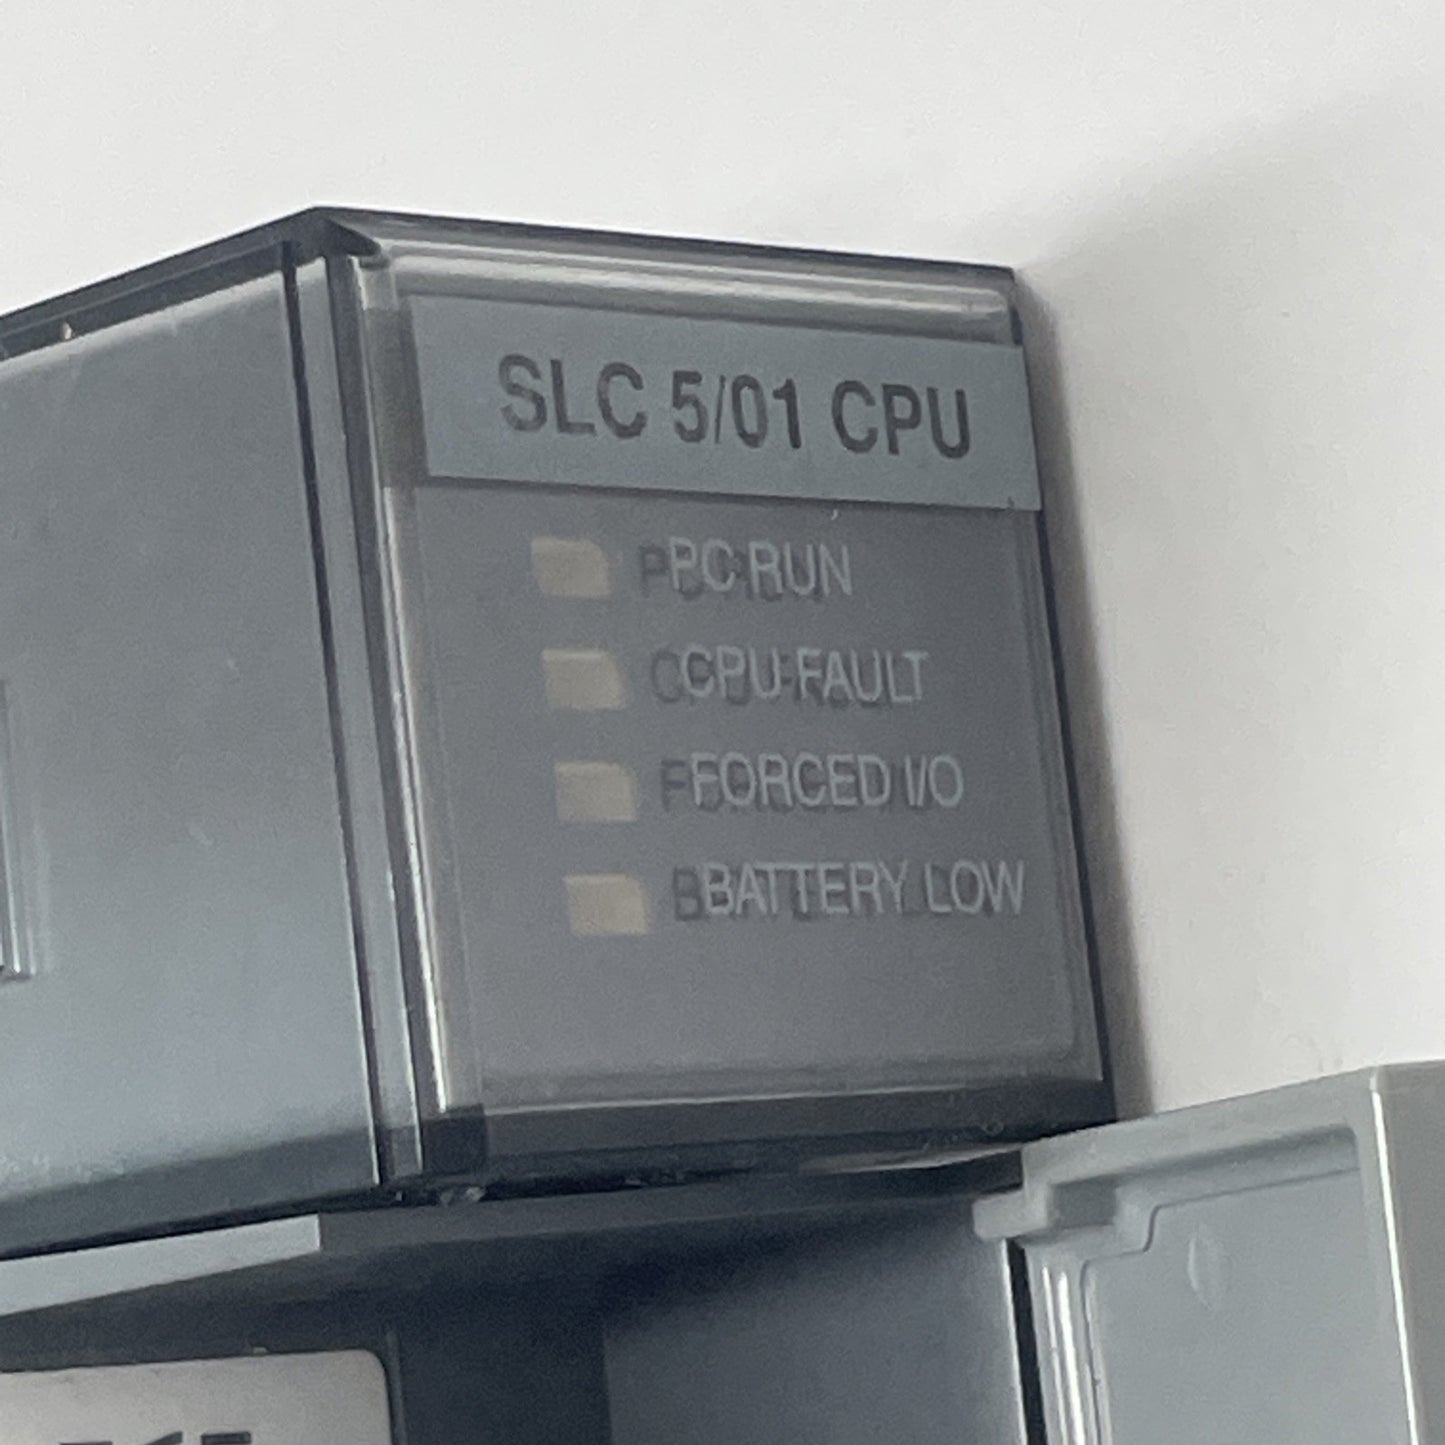 SLC 5/01 CPU
PC RUN
CPU FAULT
FORCED I/O
BATTERY LOW